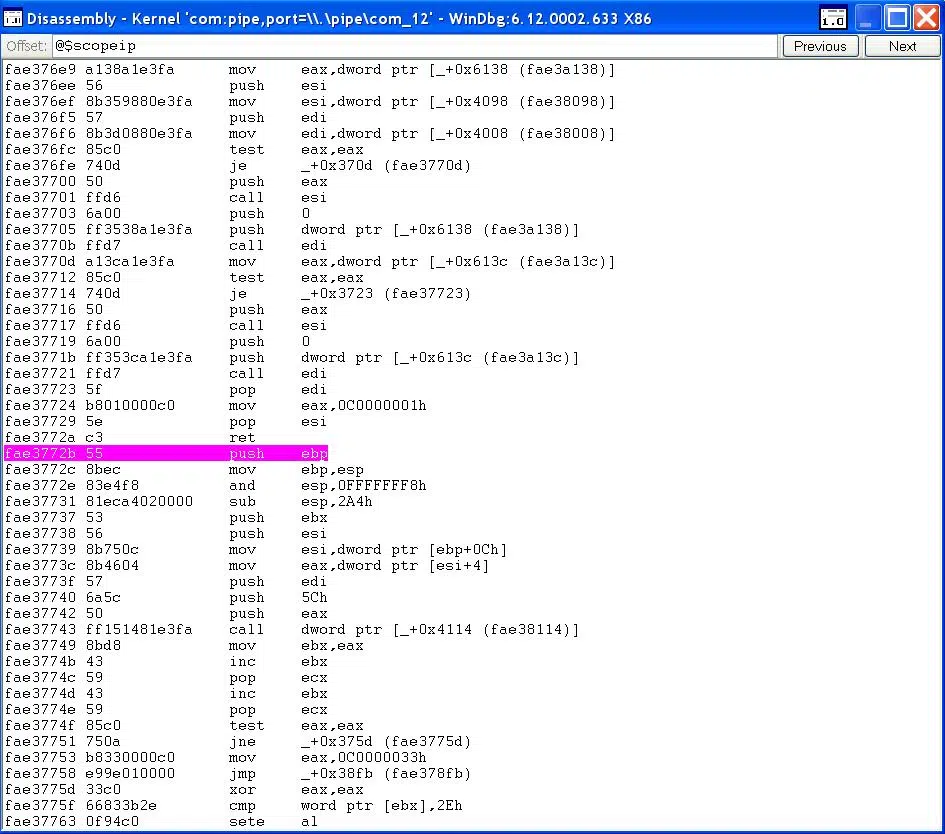 Disassembly - Kernel 'com:pipe,port=\\.\pipe\com_12' - WinDbg:6.12.0002.633 X86
Offset: @$scopeip Previous Next
fae376e9 a138a1e3fa mov eax,dword ptr [_+0x6138 (fae3a138)]
fae376ee 56 push esi
fae376ef 8b359880e3fa mov esi,dword ptr [_+0x4098 (fae38098)]
fae376f5 57 push edi
fae376f6 8b3d0880e3fa mov edi,dword ptr [_+0x4008 (fae38008)]
fae376fc 85c0 test eax,eax
fae376fe 740d je _+0x370d (fae3770d)
fae37700 50 push eax
fae37701 ffd6 call esi
fae37703 6a00 push 0
fae37705 ff3538a1e3fa push dword ptr [_+0x6138 (fae3a138)]
fae3770b ffd7 call edi
fae3770d a13ca1e3fa mov eax,dword ptr [_+0x613c (fae3a13c)]
fae37712 85c0 test eax,eax
fae37714 740d je _+0x3723 (fae37723)
fae37716 50 push eax
fae37717 ffd6 call esi
fae37719 6a00 push 0
fae3771b ff353ca1e3fa push dword ptr [_+0x613c (fae3a13c)]
fae37721 ffd7 call edi
fae37723 5f pop edi
fae37724 b8010000c0 mov eax,0C0000001h
fae37729 5e pop esi
fae3772a c3 ret
fae3772b 55 push ebp
fae3772c 8bec mov ebp,esp
fae3772e 83e4f8 and esp,0FFFFFFF8h
fae37731 81eca4020000 sub esp,2A4h
fae37737 53 push ebx
fae37738 56 push esi
fae37739 8b750c mov esi,dword ptr [ebp+0Ch]
fae3773c 8b4604 mov eax,dword ptr [esi+4]
fae3773f 57 push edi
fae37740 6a5c push 5Ch
fae37742 50 push eax
fae37743 ff151481e3fa call dword ptr [_+0x4114 (fae38114)]
fae37749 8bd8 mov ebx,eax
fae3774b 43 inc ebx
fae3774c 59 pop ecx
fae3774d 43 inc ebx
fae3774e 59 pop ecx
fae3774f 85c0 test eax,eax
fae37751 750a jne _+0x375d (fae3775d)
fae37753 b8330000c0 mov eax,0C0000033h
fae37758 e99e010000 jmp _+0x38fb (fae378fb)
fae3775d 33c0 xor eax,eax
fae3775f 66833b2e cmp word ptr [ebx],2Eh
fae37763 0f94c0 sete al